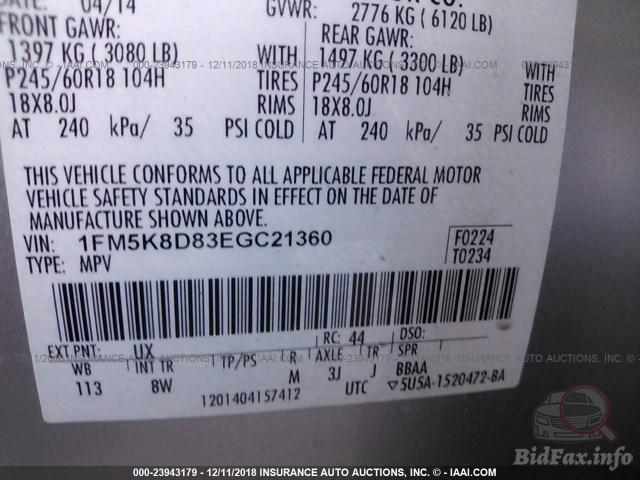 DATE: 04/14
GVWR: 2776 KG ( 6120 LB)
FRONT GAWR:
REAR GAWR:
1397 KG ( 3080 LB)
1497 KG ( 3300 LB)
P245/60R18 104H
WITH TIRES
P245/60R18 104H
WITH TIRES
18X8.0J
RIMS
18X8.0J
RIMS
AT 240 kPa/ 35 PSI COLD
AT 240 kPa/ 35 PSI COLD
THIS VEHICLE CONFORMS TO ALL APPLICABLE FEDERAL MOTOR
VEHICLE SAFETY STANDARDS IN EFFECT ON THE DATE OF
MANUFACTURE SHOWN ABOVE.
VIN: 1FM5K8D83EGC21360
TYPE: MPV
F0224
T0234
RC: 44 DSO:
EXT PNT: UX
WB INT TR TP/PS R AXLE TR SPR
113 8W M 3J J BBAA
1201404157412 UTC ▽5U5A-1520472-BA
000-23943179 - 12/11/2018 INSURANCE AUTO AUCTIONS, INC. - © IAAI.COM
BidFax.info